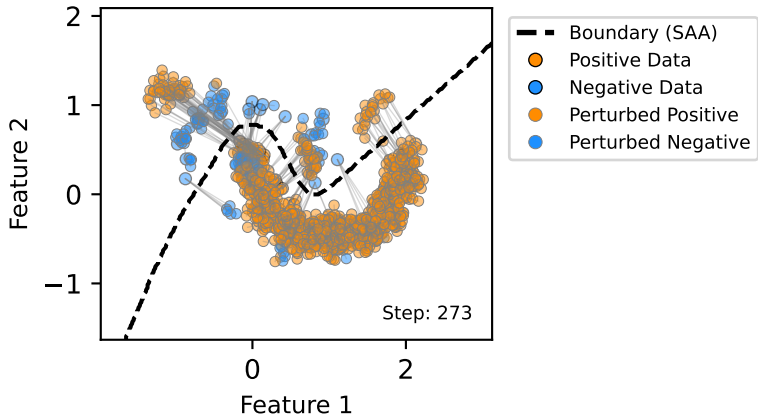 2
1
0
−1
Feature 2
0
2
Feature 1
Step: 273
Boundary (SAA)
Positive Data
Negative Data
Perturbed Positive
Perturbed Negative